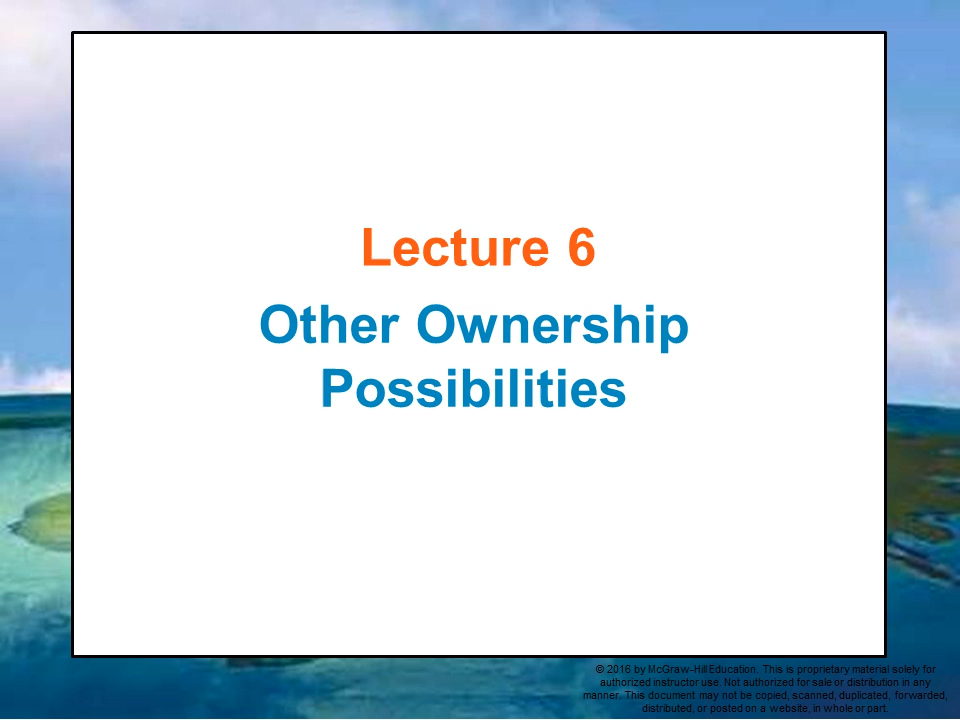 Lecture 6
Other Ownership
Possibilities
© 2016 by McGraw-Hill Education. This is proprietary material solely for
authorized instructor use. Not authorized for sale or distribution in any
manner. This document may not be copied, scanned, duplicated, forwarded,
distributed, or posted on a website, in whole or part.